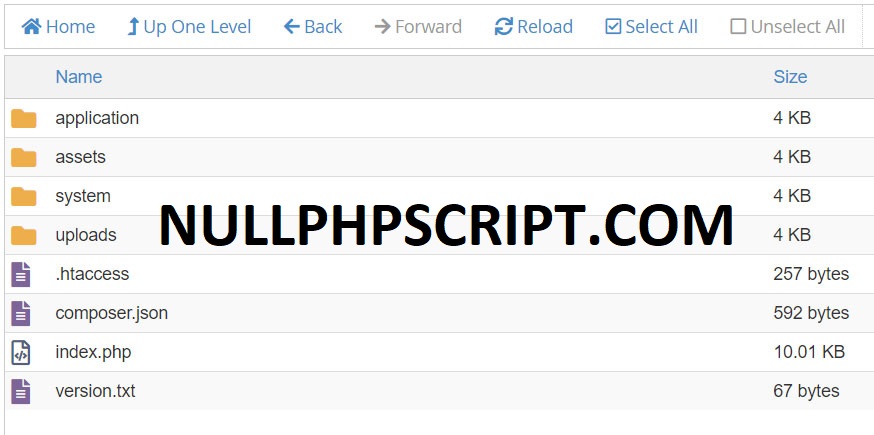 Home Up One Level Back Forward Reload Select All Unselect All
Name Size
application 4 KB
assets 4 KB
system 4 KB
uploads 4 KB
NULLPHPSCRIPT.COM
.htaccess 257 bytes
composer.json 592 bytes
index.php 10.01 KB
version.txt 67 bytes